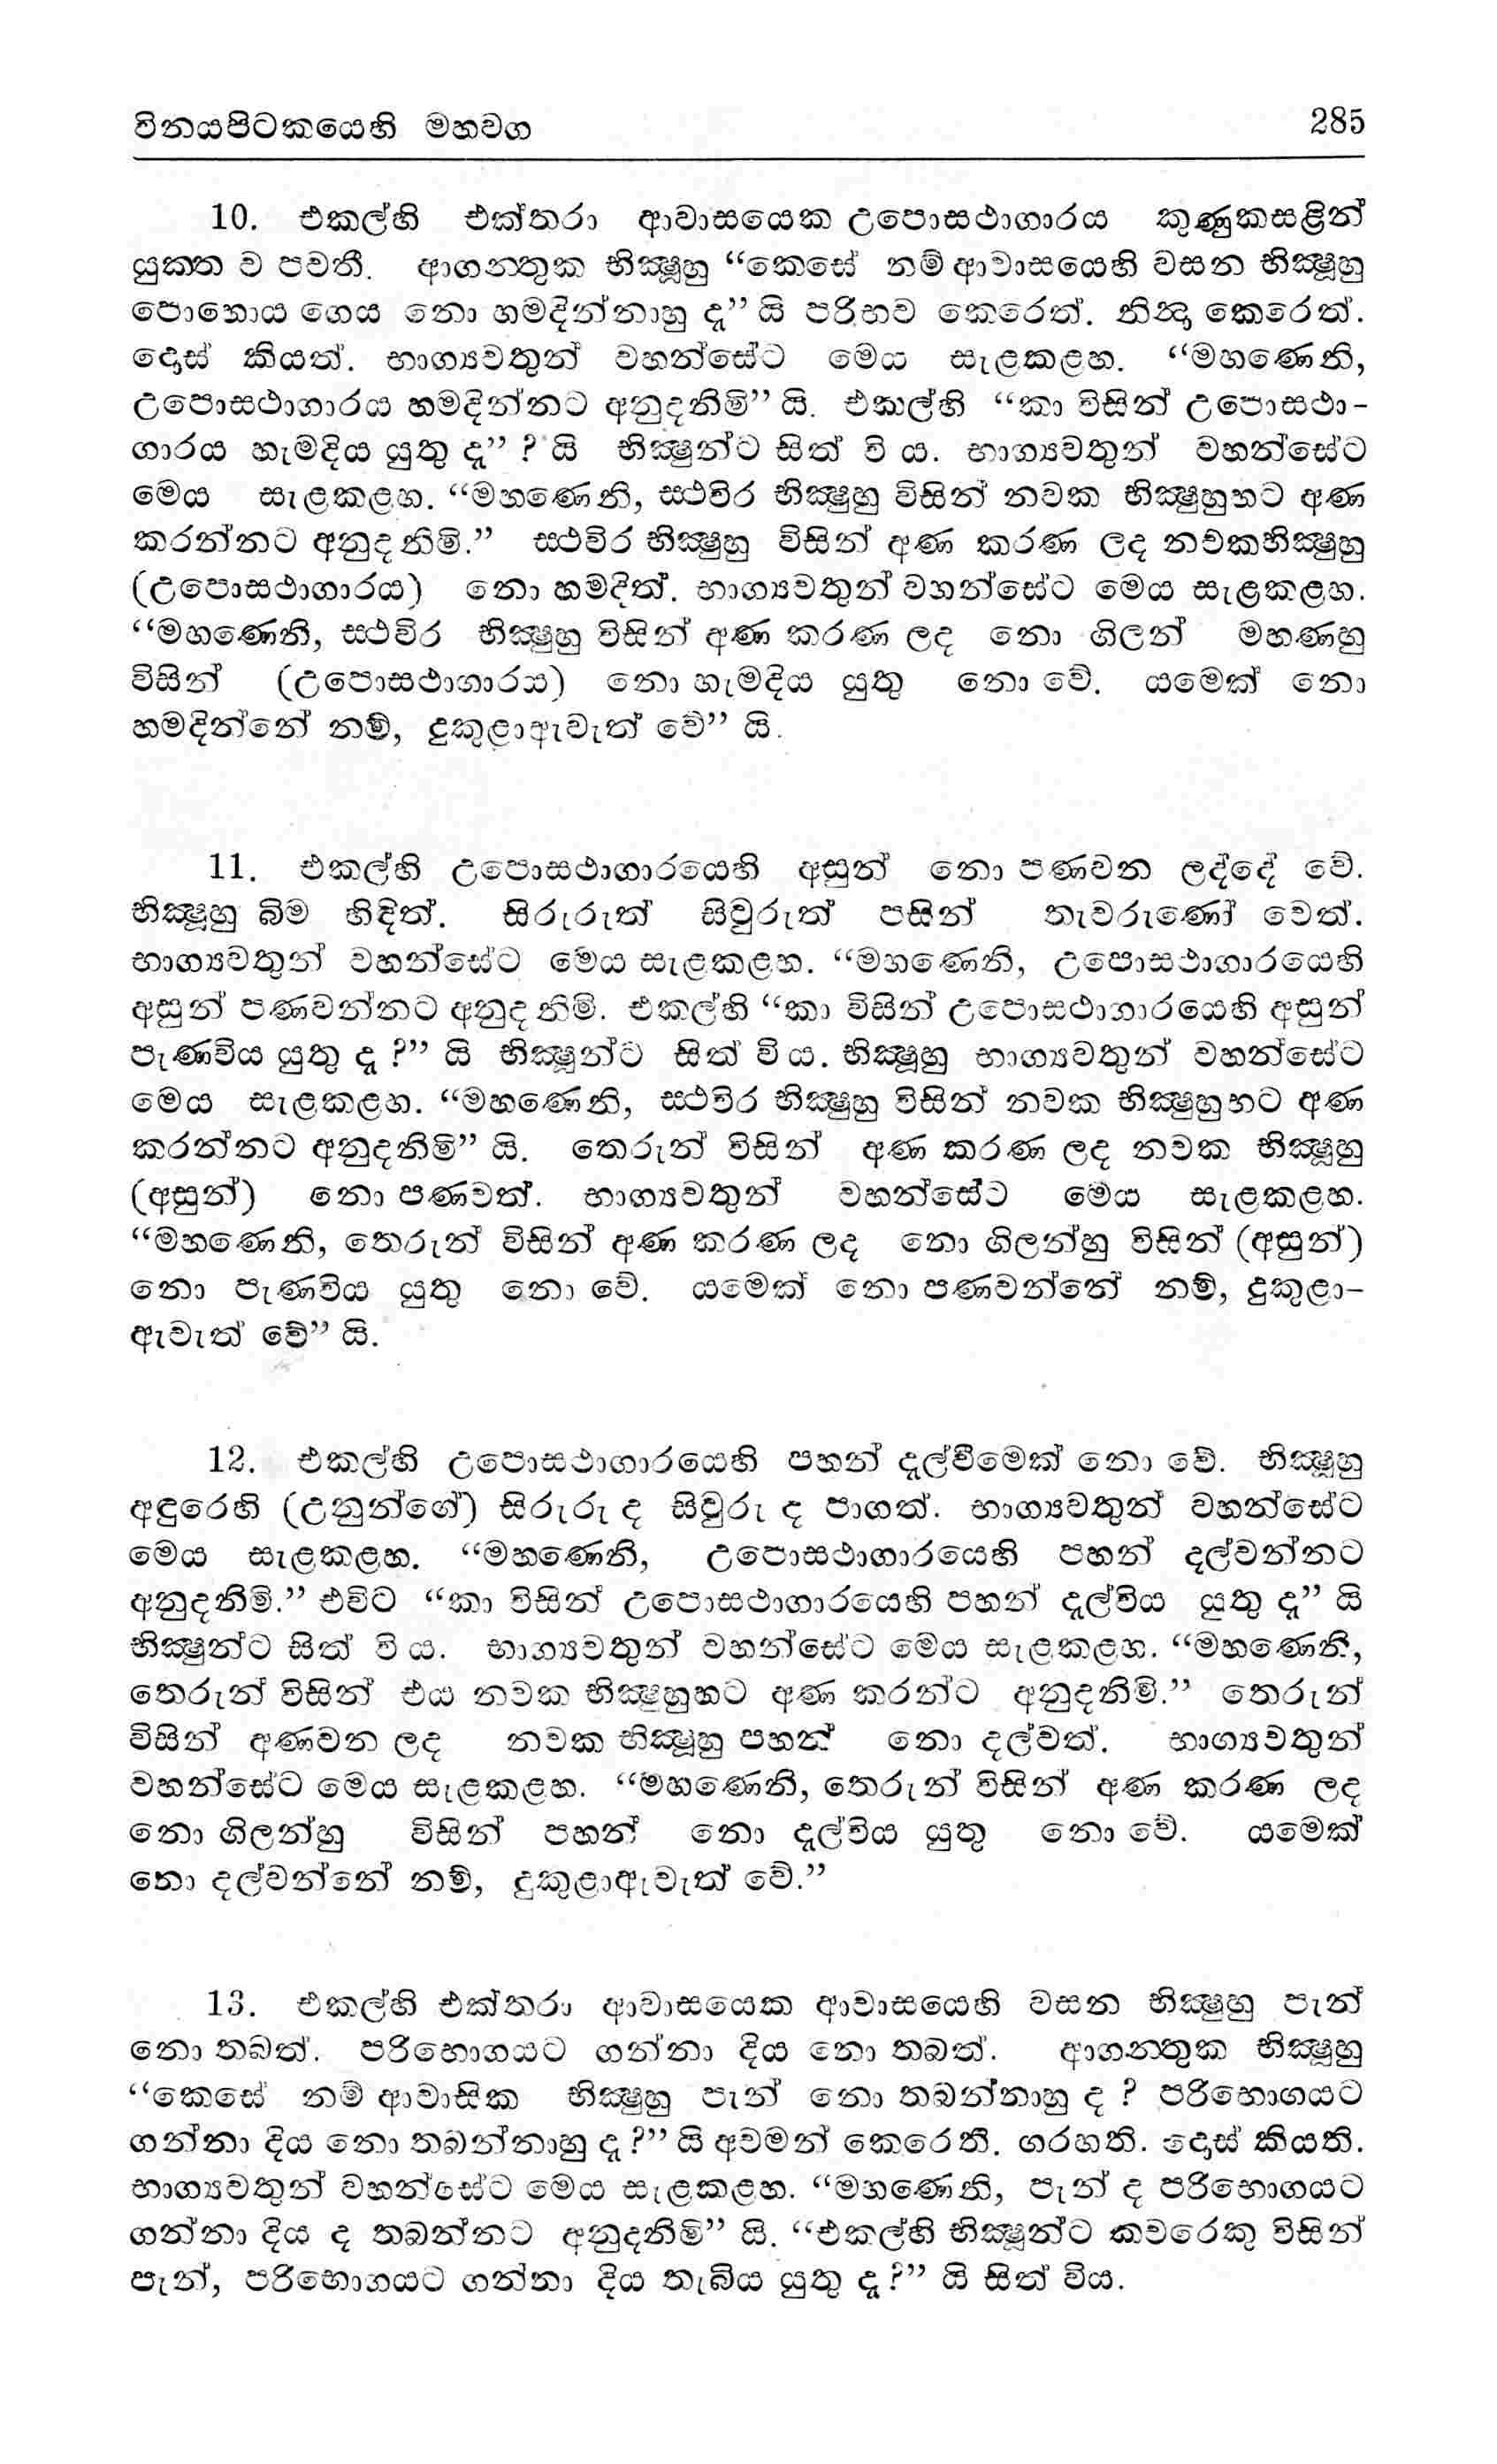 විනයපිටකයෙහි මහවග 285
10. එකල්හි එක්තරා ආවාසයෙක උපොසථාගාරය කුණුකසළින්
යුක්ත ව පවතී. ආගන්තුක භික්‍ෂූහු “කෙසේ නම් ආවාසයෙහි වසන භික්‍ෂූහු
පොහොය ගෙය නො හමදින්නාහු දැ” යි පරිභව කෙරෙත්. නින්‍දා කෙරෙත්.
දොස් කියත්. භාග්‍යවතුන් වහන්සේට මෙය සැළකළහ. “මහණෙනි,
උපොසථාගාරය හමදින්නට අනුදනිමි” යි. එකල්හි “කා විසින් උපොසථා-
ගාරය හැමදිය යුතු දැ” ? යි භික්‍ෂුන්ට සිත් වි ය. භාග්‍යවතුන් වහන්සේට
මෙය සැළකළහ. “මහණෙනි, ස්ථවිර භික්‍ෂුහු විසින් නවක භික්‍ෂුහුහට අණ
කරන්නට අනුදනිමි.” ස්ථවිර භික්‍ෂුහු විසින් අණ කරණ ලද නවකභික්‍ෂුහු
(උපොසථාගාරය) නො හමදිත්. භාග්‍යවතුන් වහන්සේට මෙය සැළකළහ.
“මහණෙනි, ස්ථවිර භික්‍ෂුහු විසින් අණ කරණ ලද නො ගිලන් මහණහු
විසින් (උපොසථාගාරය) නො හැමදිය යුතු නො වේ. යමෙක් නො
හමදින්නේ නම්, දුකුළාඇවැත් වේ” යි.
11. එකල්හි උපොසථාගාරයෙහි අසුන් නො පණවන ලද්දේ වේ.
භික්‍ෂූහු බිම හිඳිත්. සිරුරුත් සිවුරුත් පසින් තැවරුණෝ වෙත්.
භාග්‍යවතුන් වහන්සේට මෙය සැළකළහ. “මහණෙනි, උපොසථාගාරයෙහි
අසුන් පණවන්නට අනුදනිමි. එකල්හි “කා විසින් උපොසථාගාරයෙහි අසුන්
පැණවිය යුතු දැ ?” යි භික්‍ෂූන්ට සිත් වි ය. භික්‍ෂූහු භාග්‍යවතුන් වහන්සේට
මෙය සැළකළහ. “මහණෙනි, ස්ථවිර භික්‍ෂුහු විසින් නවක භික්‍ෂුහුහට අණ
කරන්නට අනුදනිමි” යි. තෙරුන් විසින් අණ කරණ ලද නවක භික්‍ෂූහු
(අසුන්) නො පණවත්. භාග්‍යවතුන් වහන්සේට මෙය සැළකළහ.
“මහණෙනි, තෙරුන් විසින් අණ කරණ ලද නො ගිලන්හු විසින් (අසුන්)
නො පැණවිය යුතු නො වේ. යමෙක් නො පණවන්නේ නම්, දුකුළා-
ඇවැත් වේ” යි.
12. එකල්හි උපොසථාගාරයෙහි පහන් දැල්වීමෙක් නො වේ. භික්‍ෂූහු
අඳුරෙහි (උනුන්ගේ) සිරුරු ද සිවුරු ද පාගත්. භාග්‍යවතුන් වහන්සේට
මෙය සැළකළහ. “මහණෙනි, උපොසථාගාරයෙහි පහන් දල්වන්නට
අනුදනිමි.” එවිට “කා විසින් උපොසථාගාරයෙහි පහන් දැල්විය යුතු දැ” යි
භික්‍ෂුන්ට සිත් වි ය. භාග්‍යවතුන් වහන්සේට මෙය සැළකළහ. “මහණෙනි,
තෙරුන් විසින් එය නවක භික්‍ෂුහුහට අණ කරන්ට අනුදනිමි.” තෙරුන්
විසින් අණවන ලද නවක භික්‍ෂූහු පහන් නො දල්වත්. භාග්‍යවතුන්
වහන්සේට මෙය සැළකළහ. “මහණෙනි, තෙරුන් විසින් අණ කරණ ලද
නො ගිලන්හු විසින් පහන් නො දැල්විය යුතු නො වේ. යමෙක්
නො දල්වන්නේ නම්, දුකුළාඇවැත් වේ.”
13. එකල්හි එක්තරා ආවාසයෙක ආවාසයෙහි වසන භික්‍ෂුහු පැන්
නො තබත්. පරිභොගයට ගන්නා දිය නො තබත්. ආගන්තුක භික්‍ෂූහු
“කෙසේ නම් ආවාසික භික්‍ෂුහු පැන් නො තබන්නාහු ද ? පරිභොගයට
ගන්නා දිය නො තබන්නාහු දැ ?” යි අවමන් කෙරෙති. ගරහති. දොස් කියති.
භාග්‍යවතුන් වහන්සේට මෙය සැළකළහ. “මහණෙනි, පැන් ද පරිභොගයට
ගන්නා දිය ද තබන්නට අනුදනිමි” යි. “එකල්හි භික්‍ෂූන්ට කවරෙකු විසින්
පැන්, පරිභොගයට ගන්නා දිය තැබිය යුතු දැ ?” යි සිත් විය.